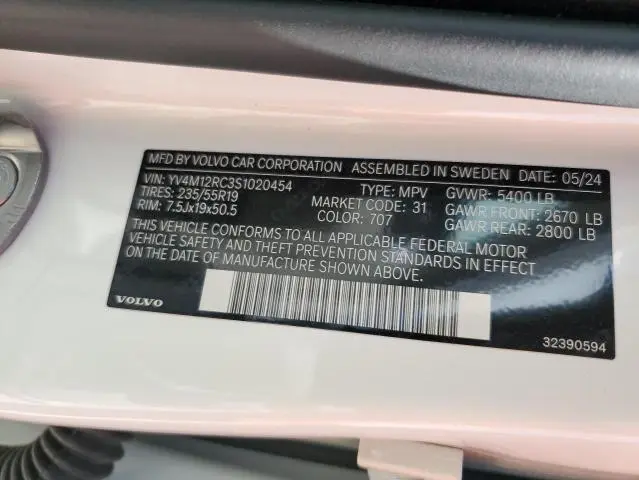 MFD BY VOLVO CAR CORPORATION ASSEMBLED IN SWEDEN DATE: 05/24
VIN: YV4M12RC3S1020454 TYPE: MPV GVWR: 5400 LB
TIRES: 235/55R19 MARKET CODE: 31 GAWR FRONT: 2670 LB
RIM: 7.5Jx19x50.5 COLOR: 707 GAWR REAR: 2800 LB
THIS VEHICLE CONFORMS TO ALL APPLICABLE FEDERAL MOTOR
VEHICLE SAFETY AND THEFT PREVENTION STANDARDS IN EFFECT
ON THE DATE OF MANUFACTURE SHOWN ABOVE.
VOLVO
32390594